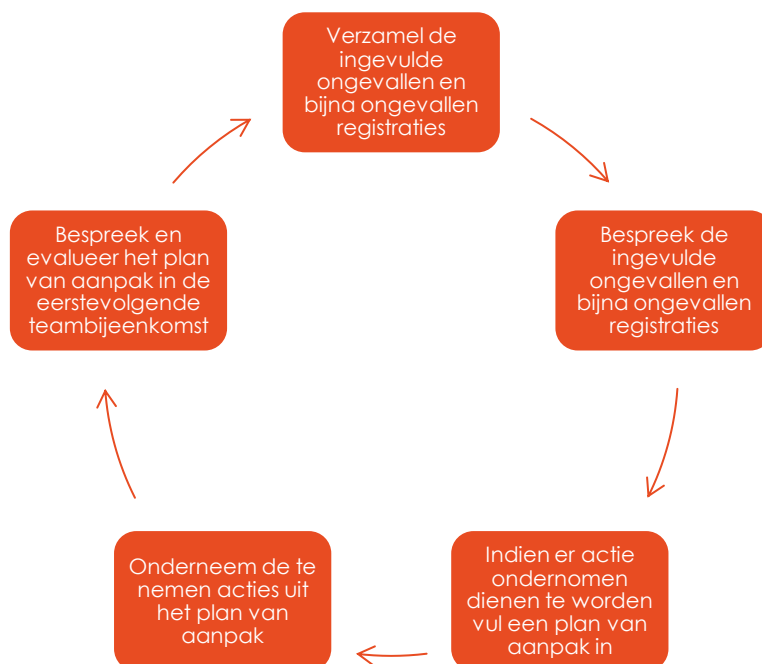 Verzamel de
ingevulde
ongevallen en
bijna ongevallen
registraties
Bespreek de
ingevulde
ongevallen en
bijna ongevallen
registraties
Indien er actie
ondernomen
dienen te worden
vul een plan van
aanpak in
Onderneem de te
nemen acties uit
het plan van
aanpak
Bespreek en
evalueer het plan
van aanpak in de
eerstevolgende
teambijeenkomst